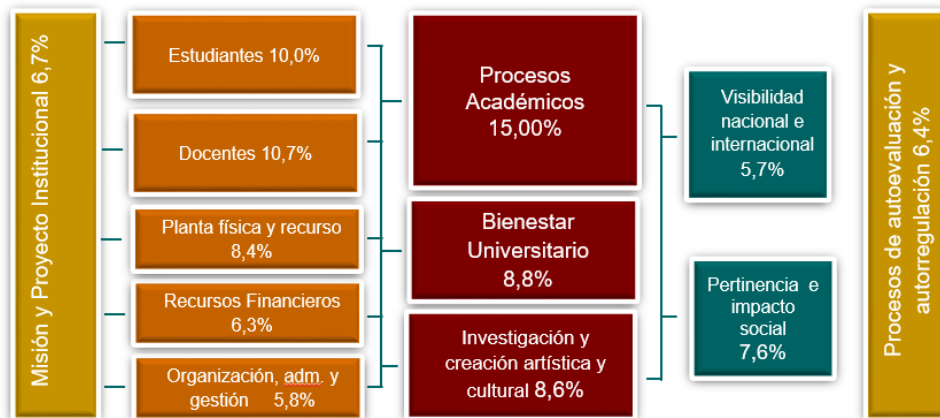 Misión y Proyecto Institucional 6,7%
Estudiantes 10,0%
Docentes 10,7%
Planta física y recurso
8,4%
Recursos Financieros
6,3%
Organización, adm. y
gestión 5,8%
Procesos
Académicos
15,00%
Bienestar
Universitario
8,8%
Investigación y
creación artística y
cultural 8,6%
Visibilidad
nacional e
internacional
5,7%
Pertinencia e
impacto
social
7,6%
Procesos de autoevaluación y
autorregulación 6,4%